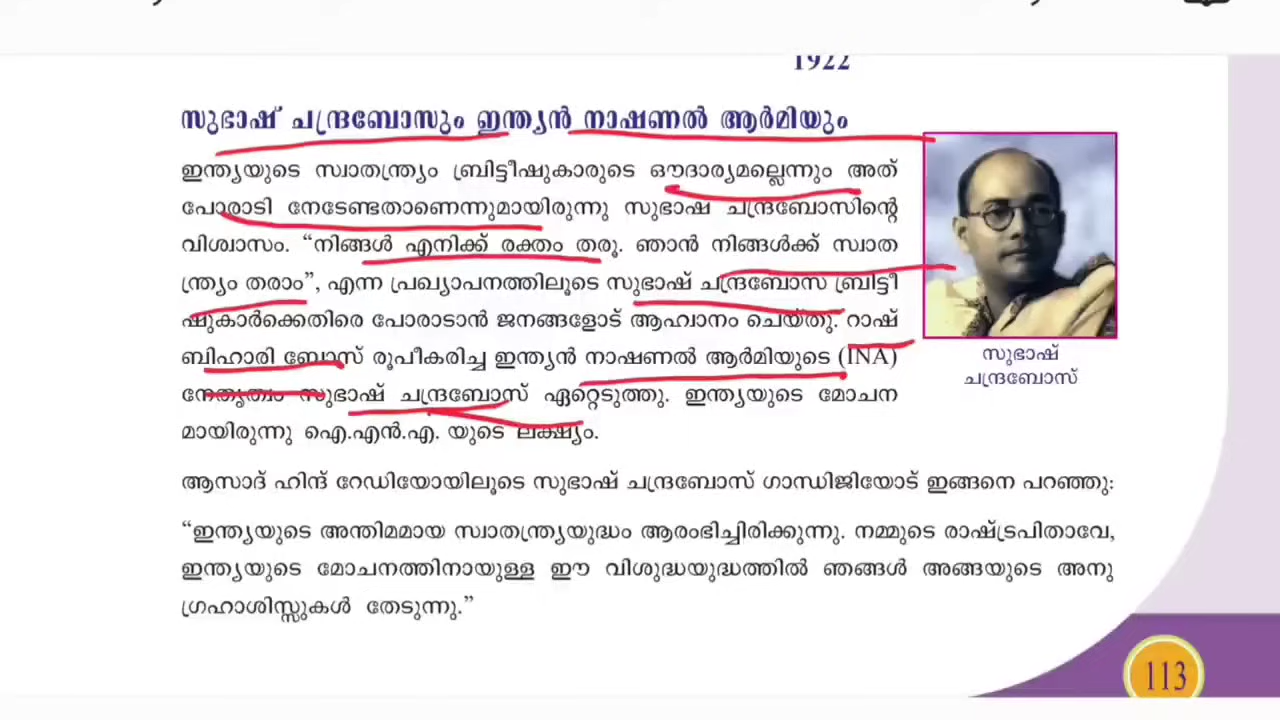 1922
സുഭാഷ് ചന്ദ്രബോസും ഇന്ത്യൻ നാഷണൽ ആർമിയും
ഇന്ത്യയുടെ സ്വാതന്ത്ര്യം ബ്രിട്ടീഷുകാരുടെ ഔദാര്യമല്ലെന്നും അത്
പോരാടി നേടേണ്ടതാണെന്നുമായിരുന്നു സുഭാഷ ചന്ദ്രബോസിന്റെ
വിശ്വാസം. “നിങ്ങൾ എനിക്ക് രക്തം തരൂ. ഞാൻ നിങ്ങൾക്ക് സ്വാത
ന്ത്ര്യം തരാം”, എന്ന പ്രഖ്യാപനത്തിലൂടെ സുഭാഷ് ചന്ദ്രബോസ ബ്രിട്ടീ
ഷുകാർക്കെതിരെ പോരാടാൻ ജനങ്ങളോട് ആഹ്വാനം ചെയ്തു. റാഷ്
ബിഹാരി ബോസ് രൂപീകരിച്ച ഇന്ത്യൻ നാഷണൽ ആർമിയുടെ (INA)
നേതൃത്വം സുഭാഷ് ചന്ദ്രബോസ് ഏറ്റെടുത്തു. ഇന്ത്യയുടെ മോചന
മായിരുന്നു ഐ.എൻ.എ. യുടെ ലക്ഷ്യം.
സുഭാഷ്
ചന്ദ്രബോസ്
ആസാദ് ഹിന്ദ് റേഡിയോയിലൂടെ സുഭാഷ് ചന്ദ്രബോസ് ഗാന്ധിജിയോട് ഇങ്ങനെ പറഞ്ഞു:
“ഇന്ത്യയുടെ അന്തിമമായ സ്വാതന്ത്ര്യയുദ്ധം ആരംഭിച്ചിരിക്കുന്നു. നമ്മുടെ രാഷ്ട്രപിതാവേ,
ഇന്ത്യയുടെ മോചനത്തിനായുള്ള ഈ വിശുദ്ധയുദ്ധത്തിൽ ഞങ്ങൾ അങ്ങയുടെ അനു
ഗ്രഹാശിസ്സുകൾ തേടുന്നു.”
113